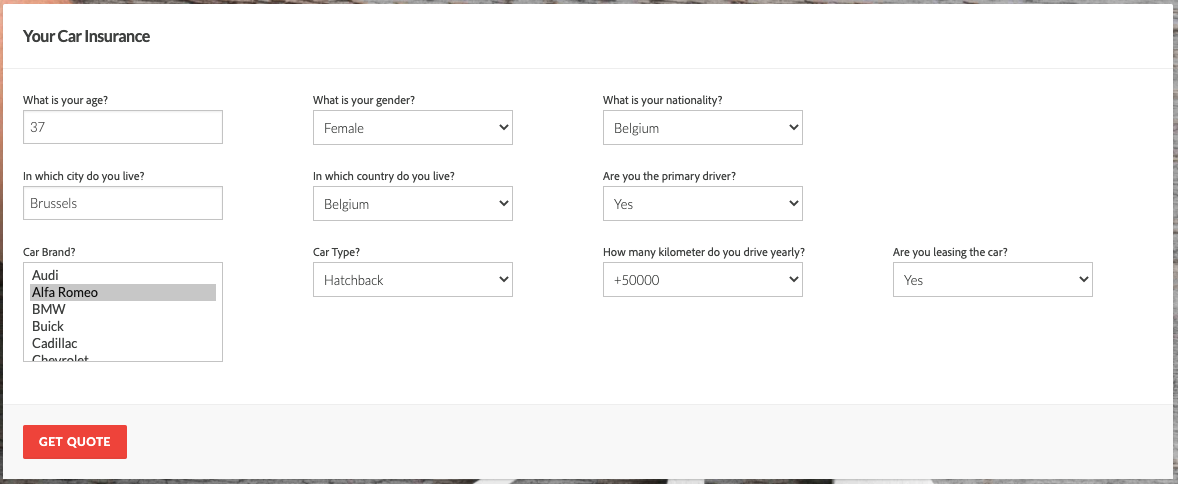 Your Car Insurance
What is your age?
What is your gender?
What is your nationality?
37
Female
Belgium
In which city do you live?
In which country do you live?
Are you the primary driver?
Brussels
Belgium
Yes
Car Brand?
Car Type?
How many kilometer do you drive yearly?
Are you leasing the car?
Audi
Alfa Romeo
BMW
Buick
Cadillac
Chevrolet
Hatchback
+50000
Yes
GET QUOTE